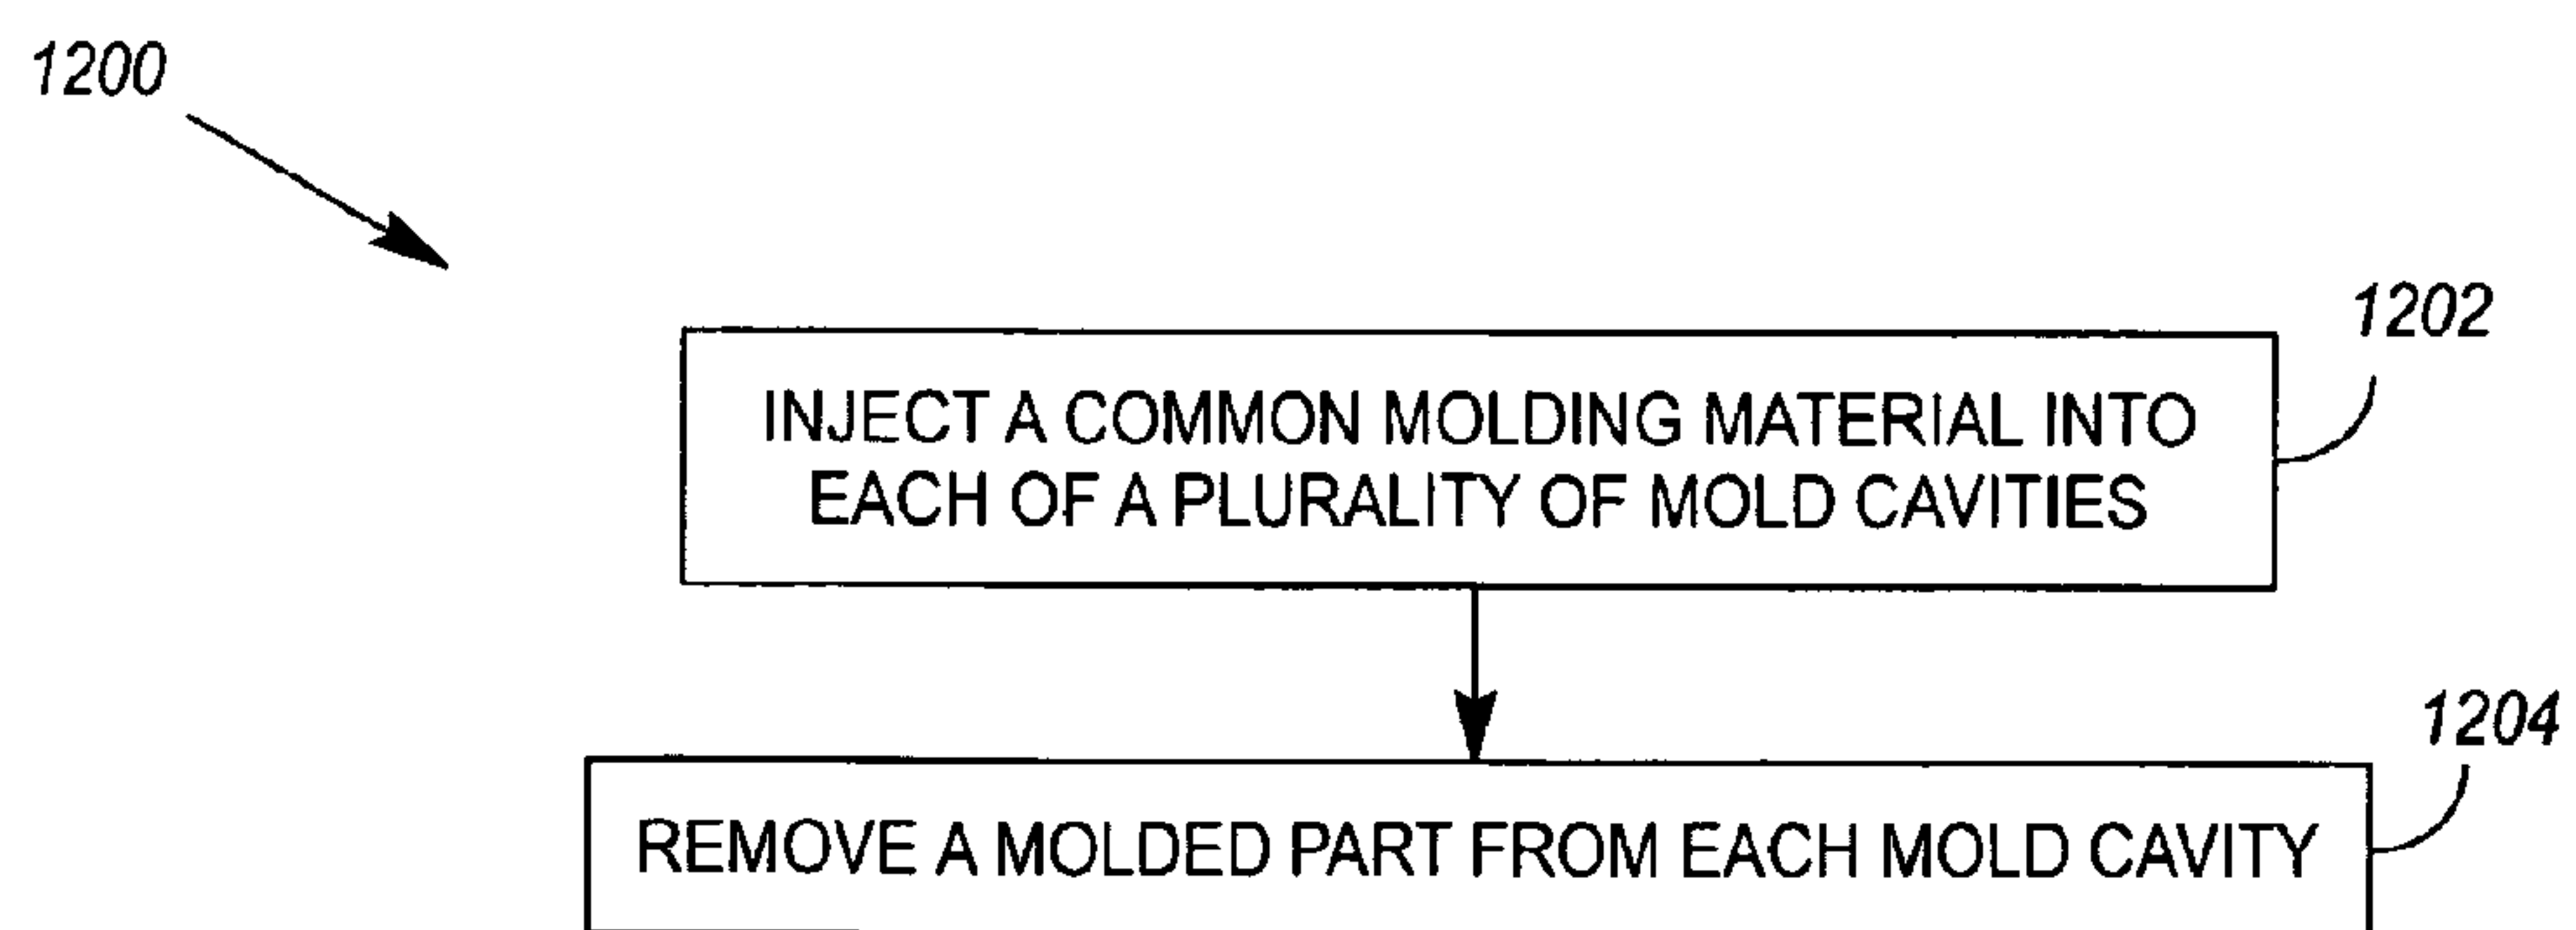 1200
1202
INJECT A COMMON MOLDING MATERIAL INTO
EACH OF A PLURALITY OF MOLD CAVITIES
1204
REMOVE A MOLDED PART FROM EACH MOLD CAVITY